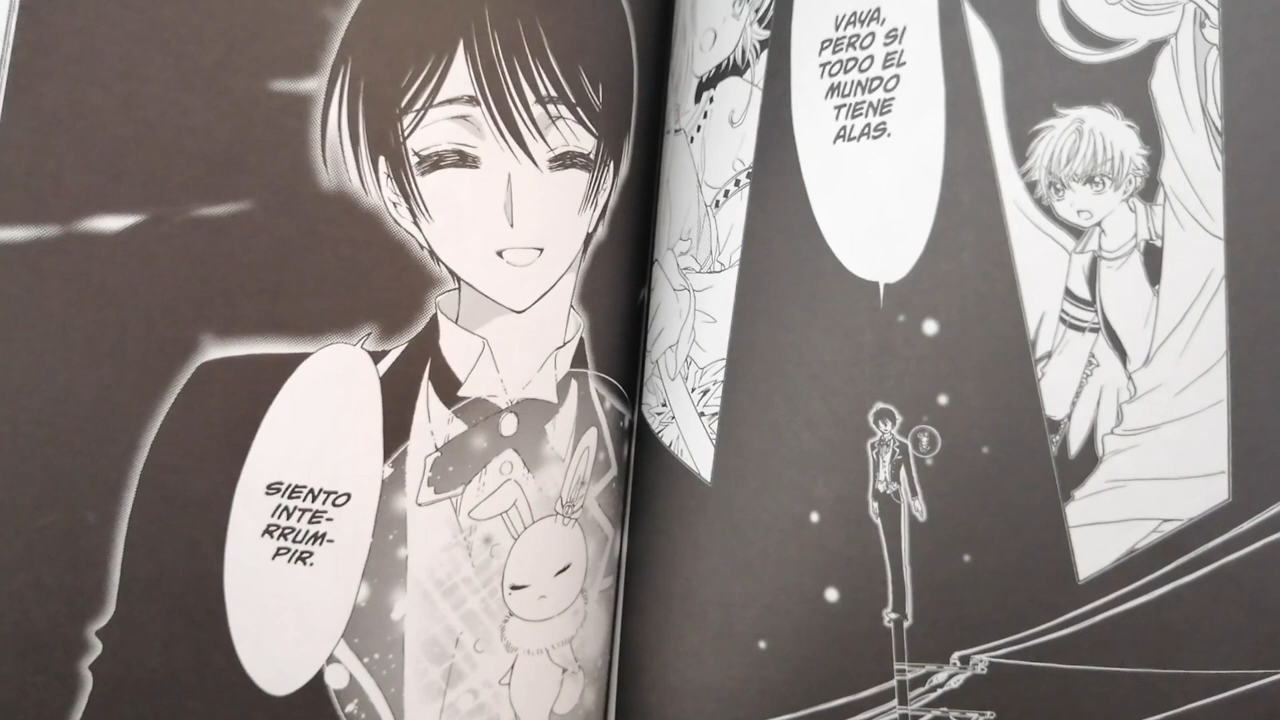 SIENTO
INTE-
RRUM-
PIR.
VAYA,
PERO SI
TODO EL
MUNDO
TIENE
ALAS.